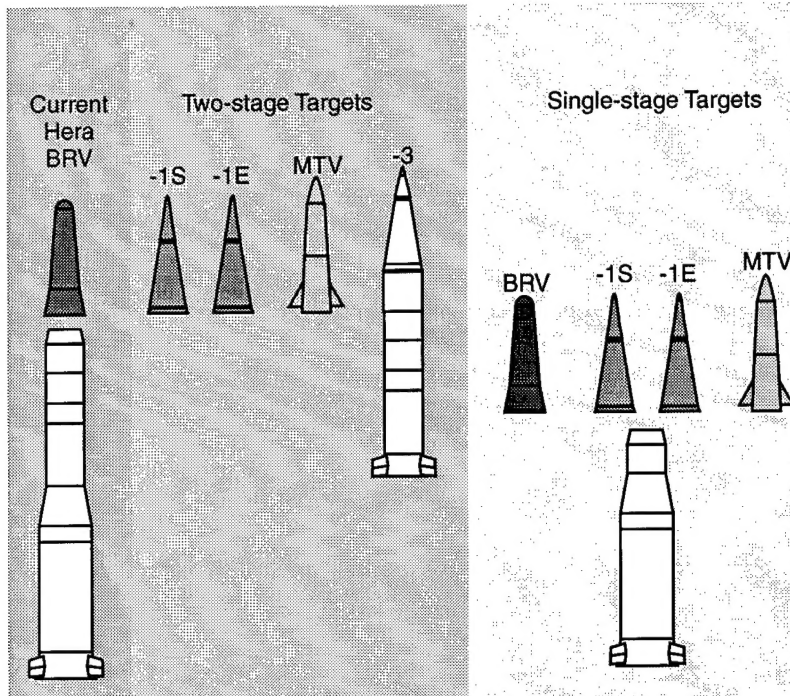 Current
Hera
BRV
Two-stage Targets
-1S -1E MTV -3
Single-stage Targets
BRV -1S -1E MTV